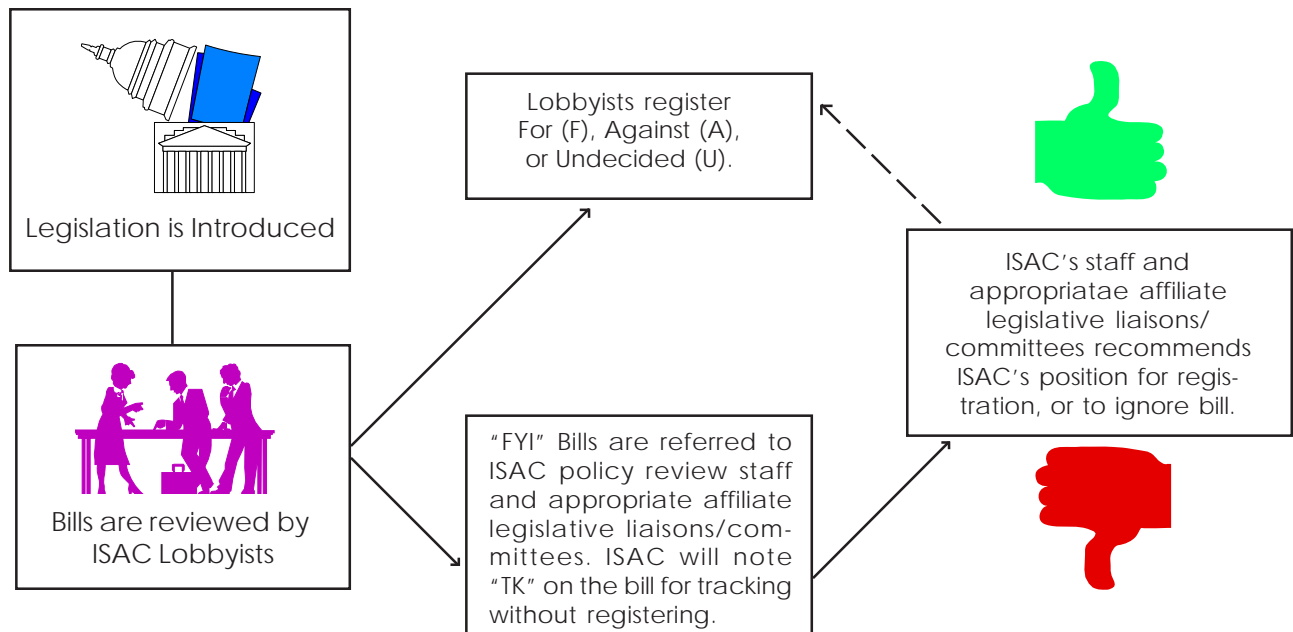 Legislation is Introduced
Bills are reviewed by
ISAC Lobbyists
Lobbyists register
For (F), Against (A),
or Undecided (U).
"FYI" Bills are referred to
ISAC policy review staff
and appropriate affiliate
legislative liaisons/com-
mittees. ISAC will note
"TK" on the bill for tracking
without registering.
ISAC's staff and
appropriatae affiliate
legislative liaisons/
committees recommends
ISAC's position for regis-
tration, or to ignore bill.